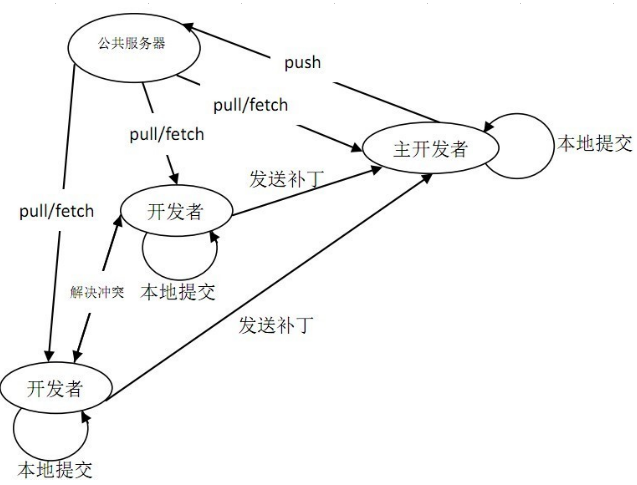 公共服务器
push
pull/fetch
pull/fetch
主开发者
本地提交
发送补丁
pull/fetch
开发者
解决冲突
本地提交
发送补丁
开发者
本地提交